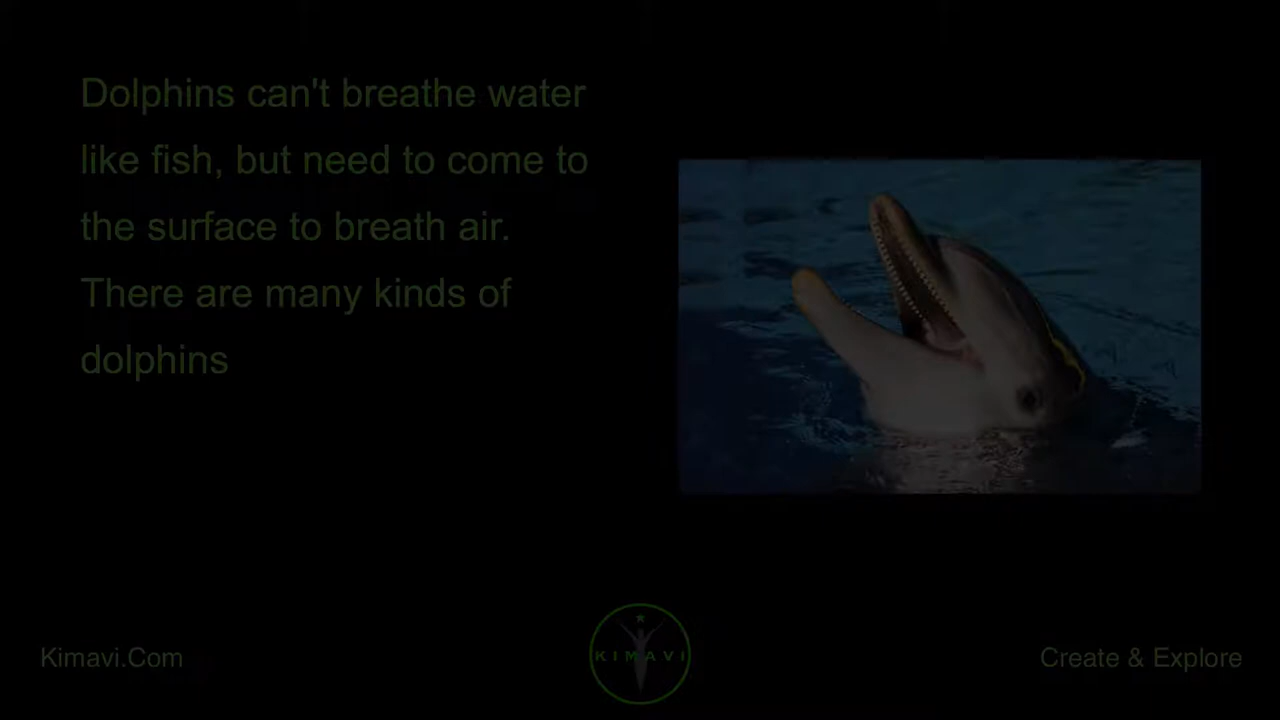 Dolphins can't breathe water
like fish, but need to come to
the surface to breath air.
There are many kinds of
dolphins
Kimavi.Com
KIMAVI
Create & Explore